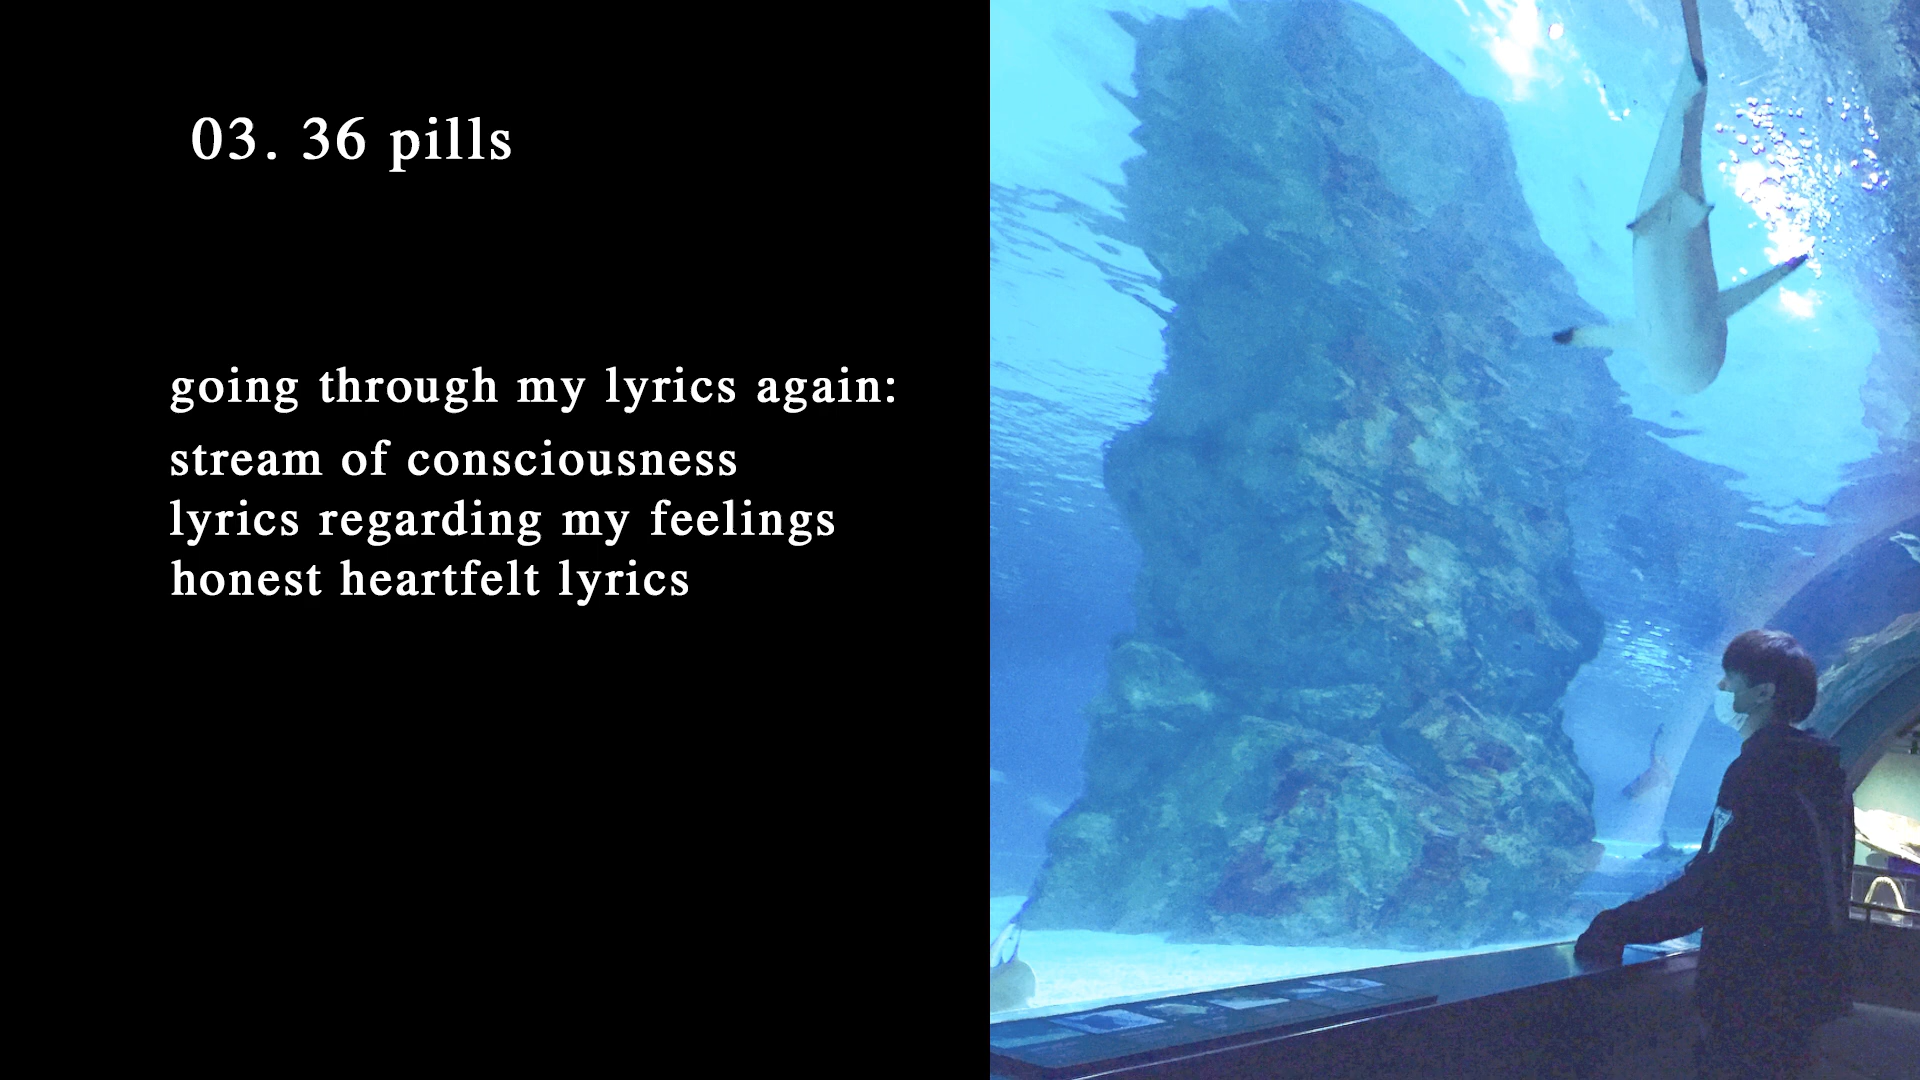 03. 36 pills
going through my lyrics again:
stream of consciousness
lyrics regarding my feelings
honest heartfelt lyrics